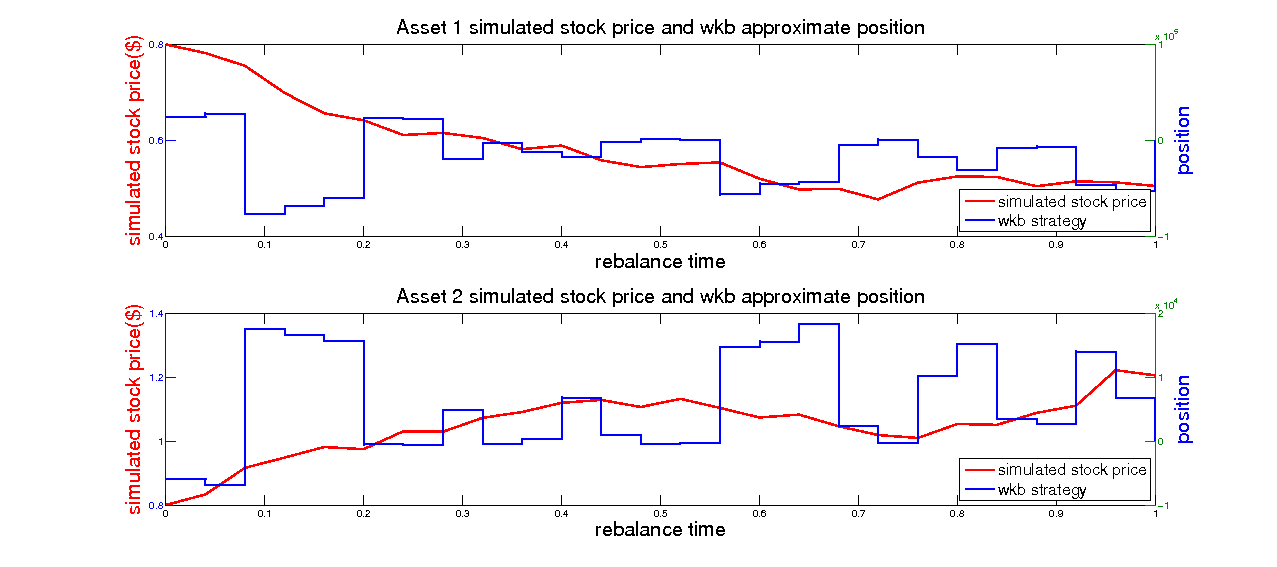 Asset 1 simulated stock price and wkb approximate position
x 10^5
simulated stock price($)
0.8
0.6
0.4
1
0
-1
position
simulated stock price
wkb strategy
0 0.1 0.2 0.3 0.4 0.5 0.6 0.7 0.8 0.9 1
rebalance time
Asset 2 simulated stock price and wkb approximate position
x 10^4
simulated stock price($)
1.4
1.2
1
0.8
2
1
0
-1
position
simulated stock price
wkb strategy
0 0.1 0.2 0.3 0.4 0.5 0.6 0.7 0.8 0.9 1
rebalance time